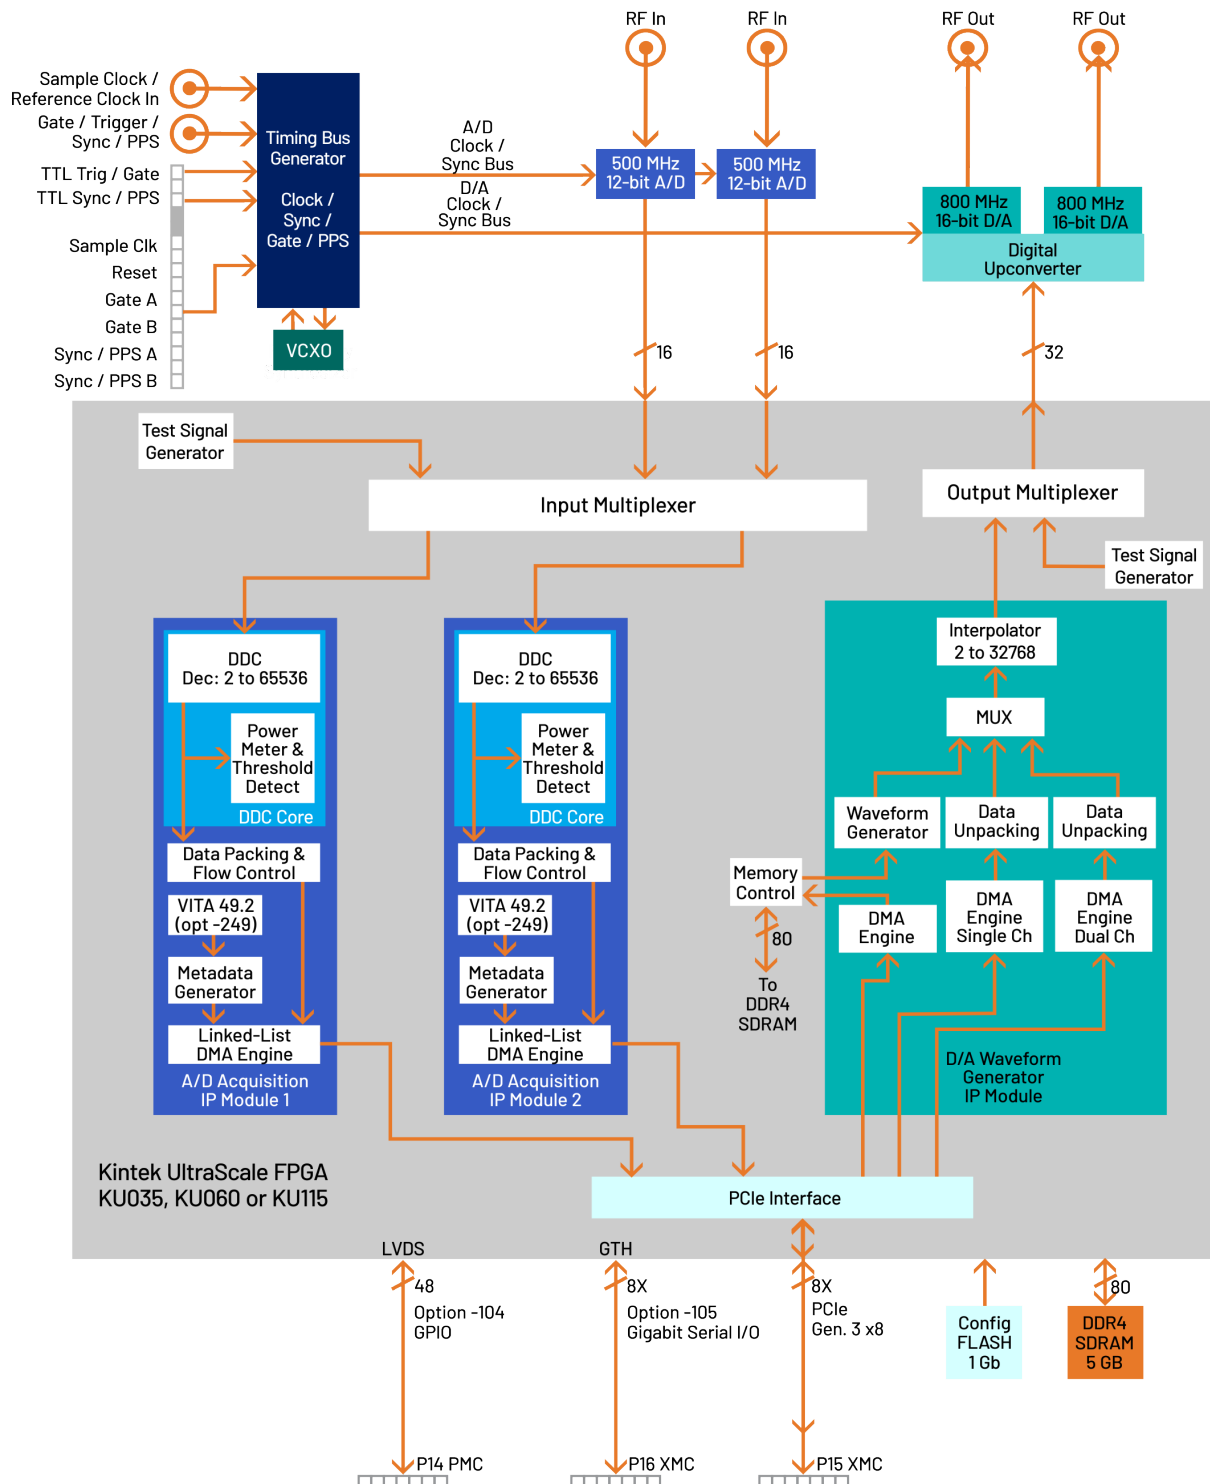 RF In
RF In
RF Out
RF Out
Sample Clock /
Reference Clock In
Gate / Trigger /
Sync / PPS
TTL Trig / Gate
TTL Sync / PPS
Sample Clk
Reset
Gate A
Gate B
Sync / PPS A
Sync / PPS B
Timing Bus
Generator
Clock /
Sync /
Gate / PPS
VCXO
A/D
Clock /
Sync Bus
D/A
Clock /
Sync Bus
500 MHz
12-bit A/D
500 MHz
12-bit A/D
800 MHz
16-bit D/A
800 MHz
16-bit D/A
Digital
Upconverter
16
16
32
Test Signal
Generator
Input Multiplexer
Output Multiplexer
Test Signal
Generator
DDC
Dec: 2 to 65536
Power
Meter &
Threshold
Detect
DDC Core
Data Packing &
Flow Control
VITA 49.2
(opt -249)
Metadata
Generator
Linked-List
DMA Engine
A/D Acquisition
IP Module 1
DDC
Dec: 2 to 65536
Power
Meter &
Threshold
Detect
DDC Core
Data Packing &
Flow Control
VITA 49.2
(opt -249)
Metadata
Generator
Linked-List
DMA Engine
A/D Acquisition
IP Module 2
Interpolator
2 to 32768
MUX
Waveform
Generator
Data
Unpacking
Data
Unpacking
Memory
Control
DMA
Engine
DMA
Engine
Single Ch
DMA
Engine
Dual Ch
80
To
DDR4
SDRAM
D/A Waveform
Generator
IP Module
Kintek UltraScale FPGA
KU035, KU060 or KU115
PCIe Interface
LVDS
GTH
48
Option -104
GPIO
8X
Option -105
Gigabit Serial I/O
8X
PCIe
Gen. 3 x8
Config
FLASH
1 Gb
80
DDR4
SDRAM
5 GB
P14 PMC
P16 XMC
P15 XMC